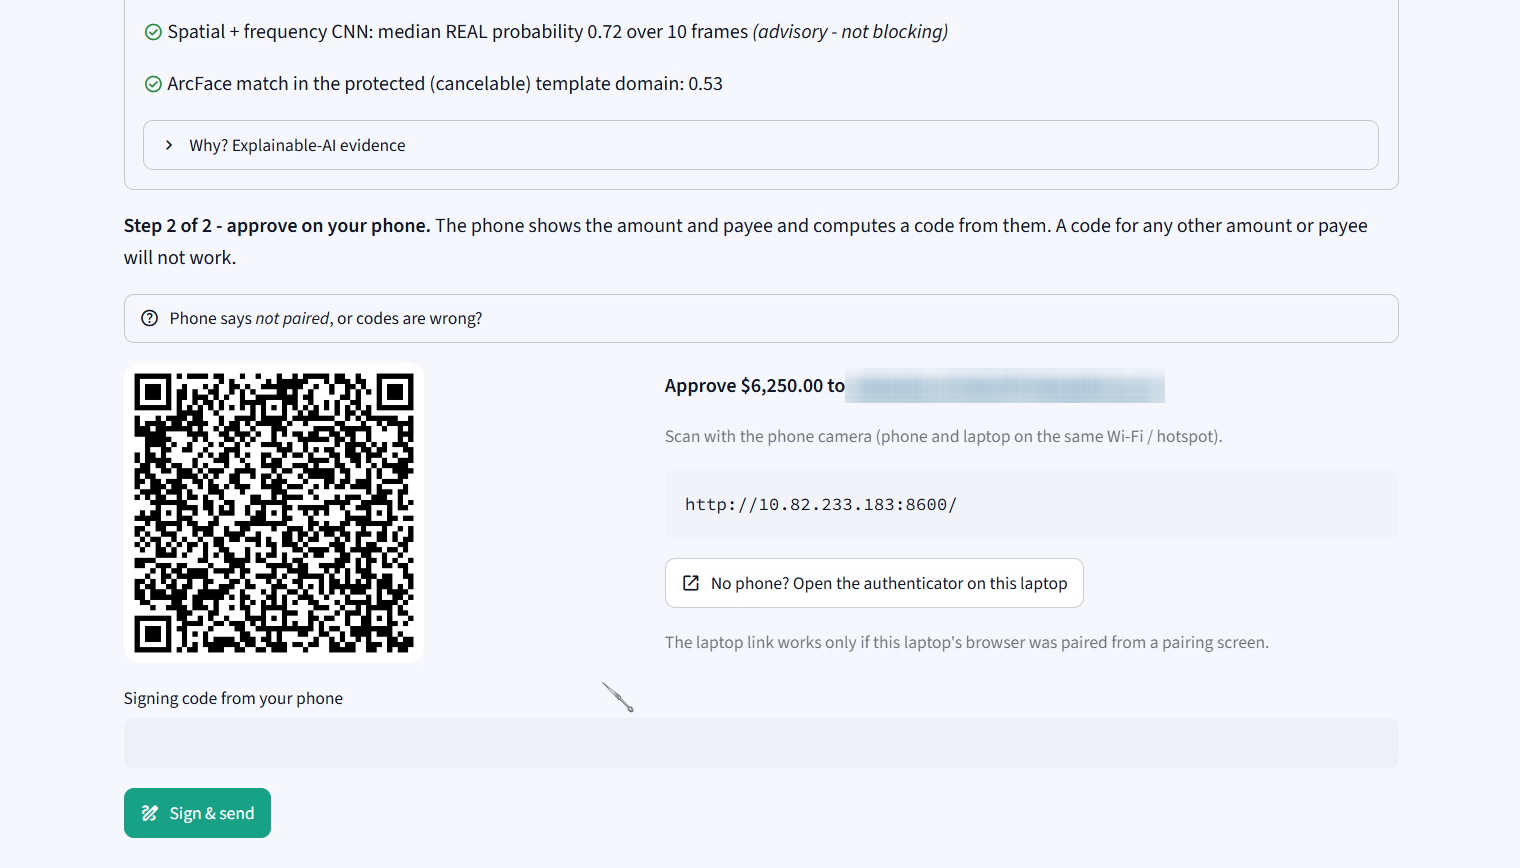 Spatial + frequency CNN: median REAL probability 0.72 over 10 frames (advisory - not blocking)
ArcFace match in the protected (cancelable) template domain: 0.53
Why? Explainable-AI evidence
Step 2 of 2 - approve on your phone. The phone shows the amount and payee and computes a code from them. A code for any other amount or payee
will not work.
Phone says not paired, or codes are wrong?
Approve $6,250.00 to
Scan with the phone camera (phone and laptop on the same Wi-Fi / hotspot).
http://10.82.233.183:8600/
No phone? Open the authenticator on this laptop
The laptop link works only if this laptop's browser was paired from a pairing screen.
Signing code from your phone
Sign & send